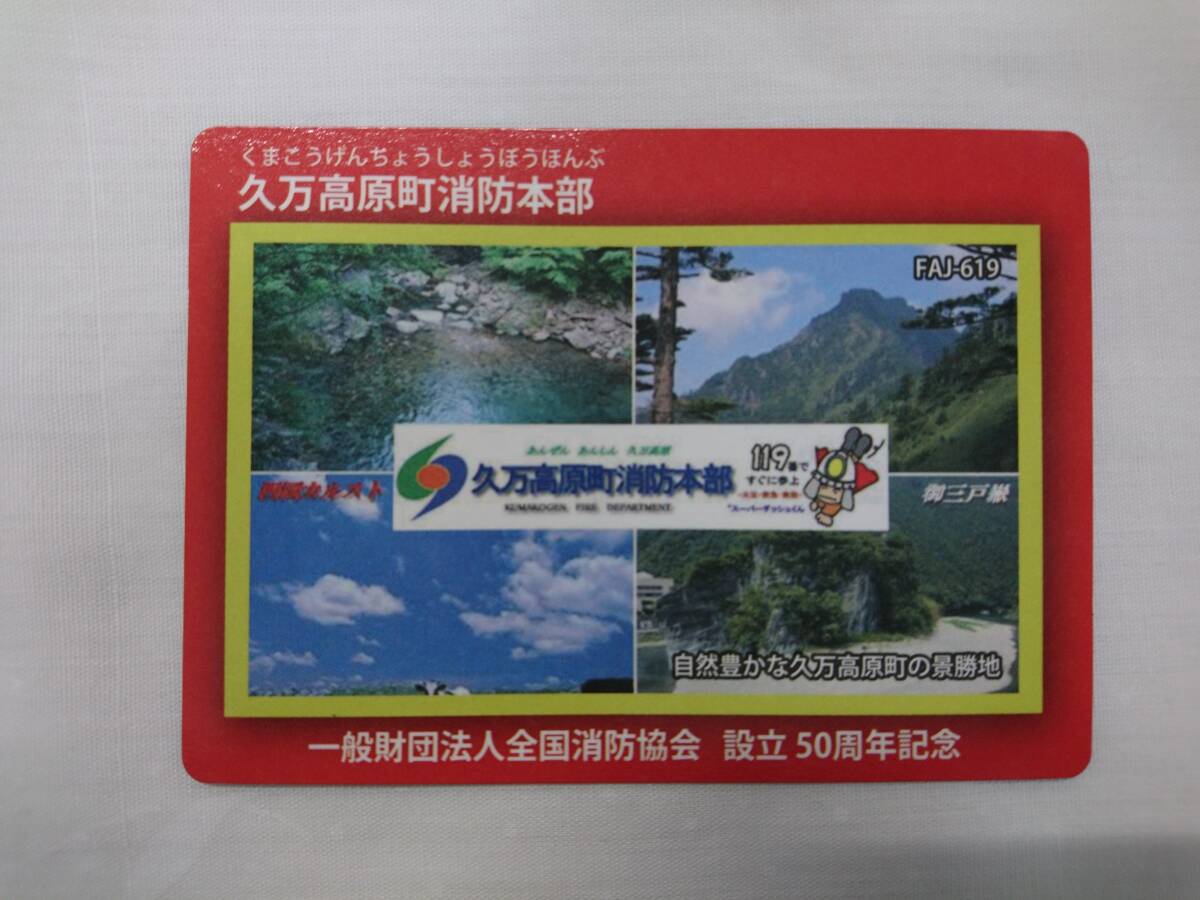 くまこうげんちょうしょうぼうほんぶ
久万高原町消防本部
FAJ-619
あんぜん あんしん 久万高原
久万高原町消防本部
KUMAKOGEN. FIRE. DEPARTMENT.
119番で
すぐに参上
・火災・救急・救助・
"スーパーダッシュくん
四国カルスト
御三戸嶽
自然豊かな久万高原町の景勝地
一般財団法人全国消防協会 設立50周年記念